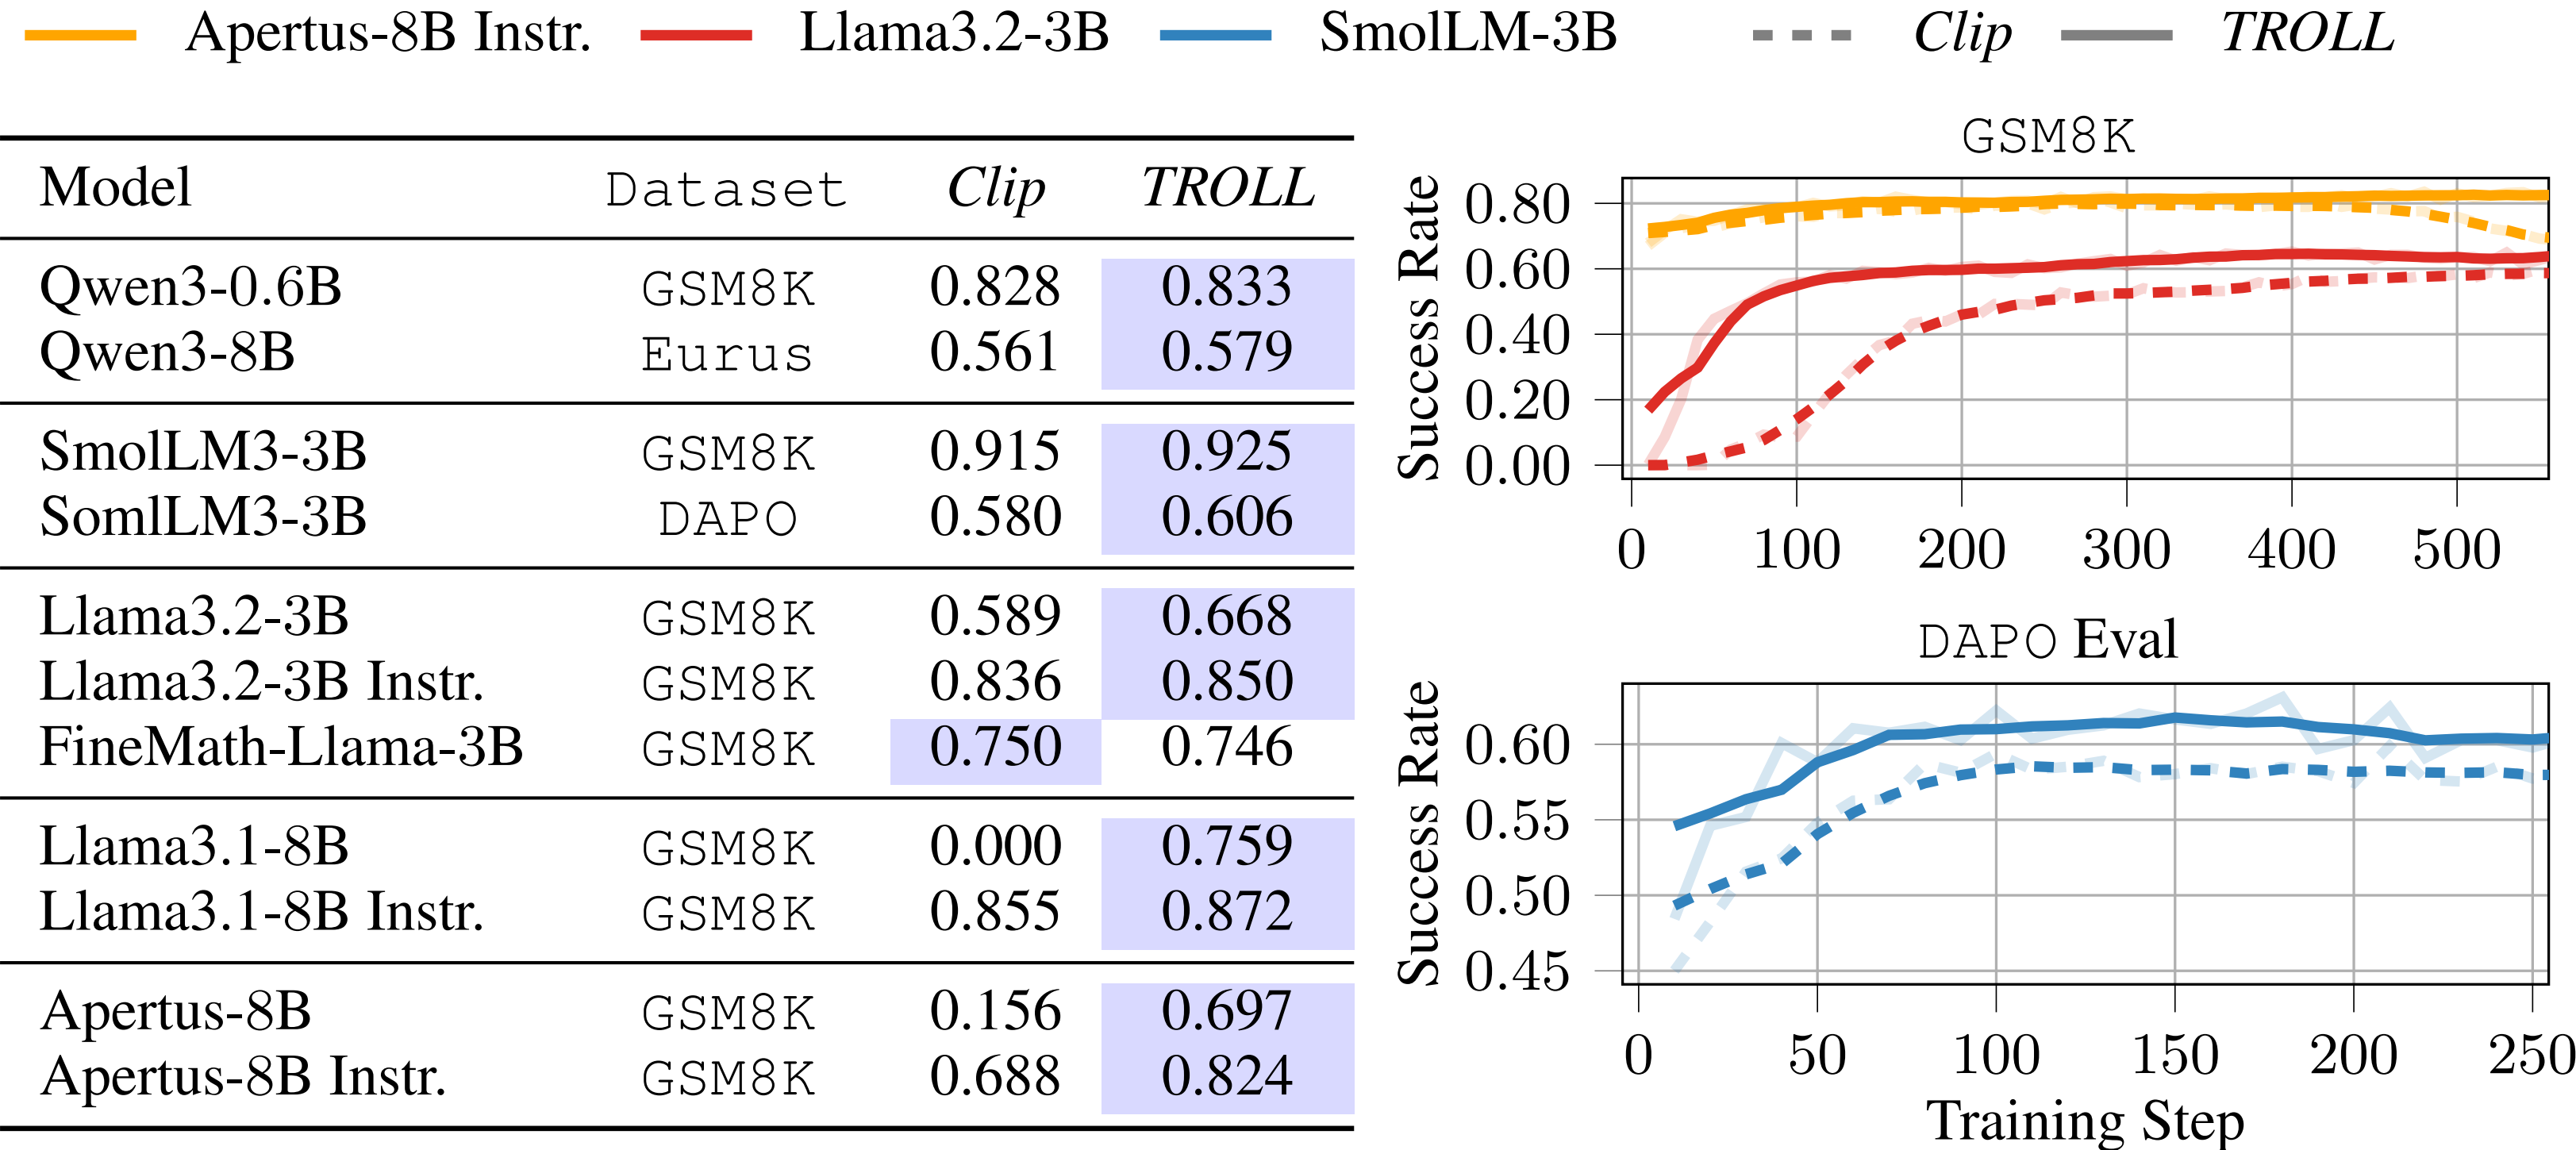 Apertus-8B Instr. Llama3.2-3B SmolLM-3B Clip TROLL
Model Dataset Clip TROLL
Qwen3-0.6B GSM8K 0.828 0.833
Qwen3-8B Eurus 0.561 0.579
SmolLM3-3B GSM8K 0.915 0.925
SomlLM3-3B DAPO 0.580 0.606
Llama3.2-3B GSM8K 0.589 0.668
Llama3.2-3B Instr. GSM8K 0.836 0.850
FineMath-Llama-3B GSM8K 0.750 0.746
Llama3.1-8B GSM8K 0.000 0.759
Llama3.1-8B Instr. GSM8K 0.855 0.872
Apertus-8B GSM8K 0.156 0.697
Apertus-8B Instr. GSM8K 0.688 0.824
GSM8K
Success Rate
0.80
0.60
0.40
0.20
0.00
0 100 200 300 400 500
DAPO Eval
Success Rate
0.60
0.55
0.50
0.45
0 50 100 150 200 250
Training Step